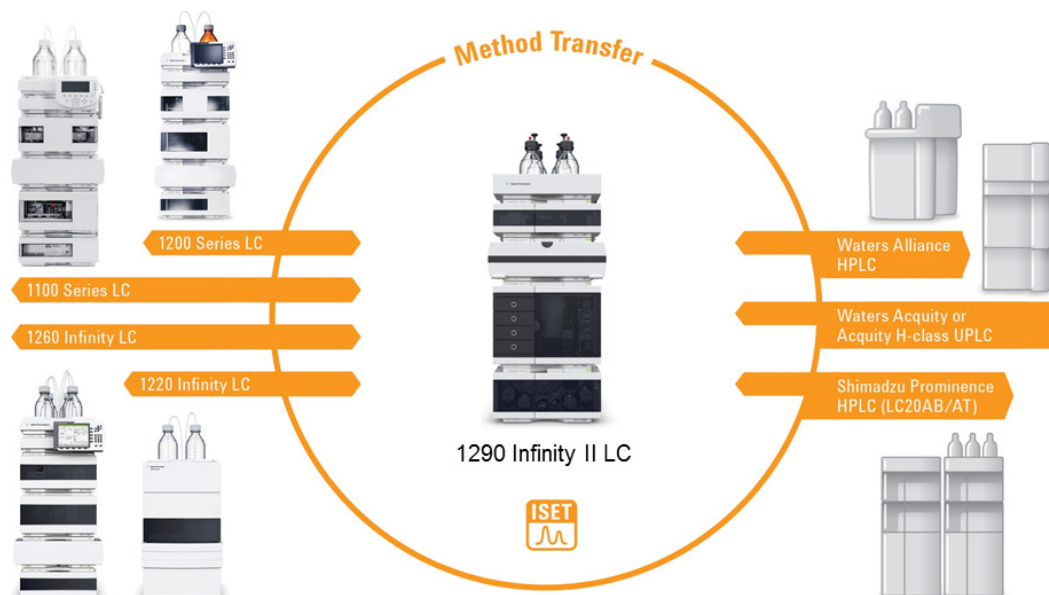 Method Transfer
1200 Series LC
1100 Series LC
1260 Infinity LC
1220 Infinity LC
1290 Infinity II LC
ISET
Waters Alliance
HPLC
Waters Acquity or
Acquity H-class UPLC
Shimadzu Prominence
HPLC (LC20AB/AT)